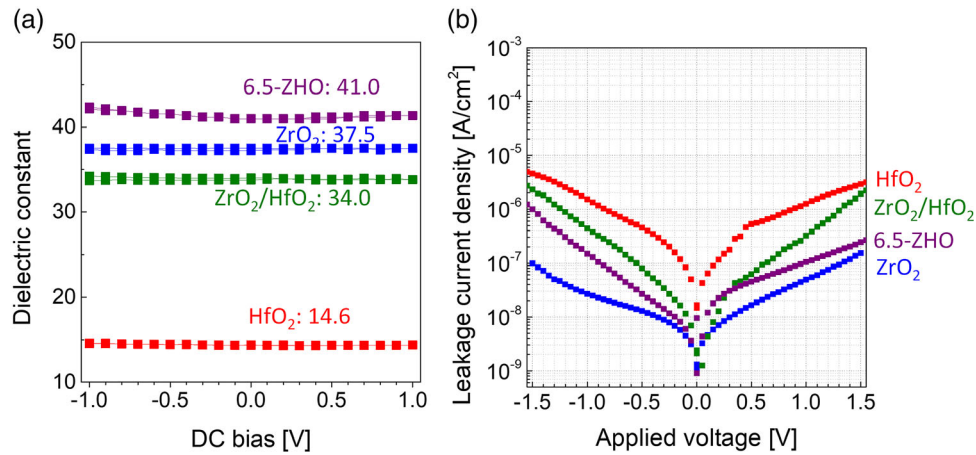 (a)
50
40
30
20
10
Dielectric constant
6.5-ZHO: 41.0
ZrO₂: 37.5
ZrO₂/HfO₂: 34.0
HfO₂: 14.6
-1.0 -0.5 0.0 0.5 1.0
DC bias [V]
(b)
10⁻³
10⁻⁴
10⁻⁵
10⁻⁶
10⁻⁷
10⁻⁸
10⁻⁹
Leakage current density [A/cm²]
HfO₂
ZrO₂/HfO₂
6.5-ZHO
ZrO₂
-1.5 -1.0 -0.5 0.0 0.5 1.0 1.5
Applied voltage [V]